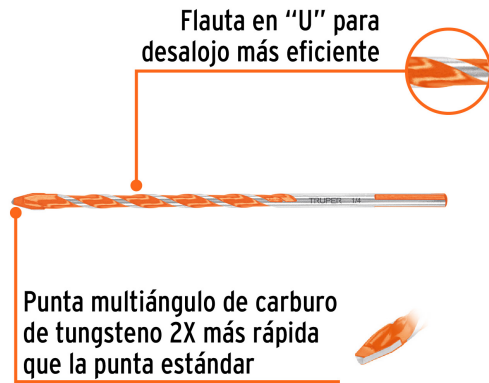 Flauta en “U” para
desalojo más eficiente
TRUPER 1/4
Punta multiángulo de carburo
de tungsteno 2X más rápida
que la punta estándar